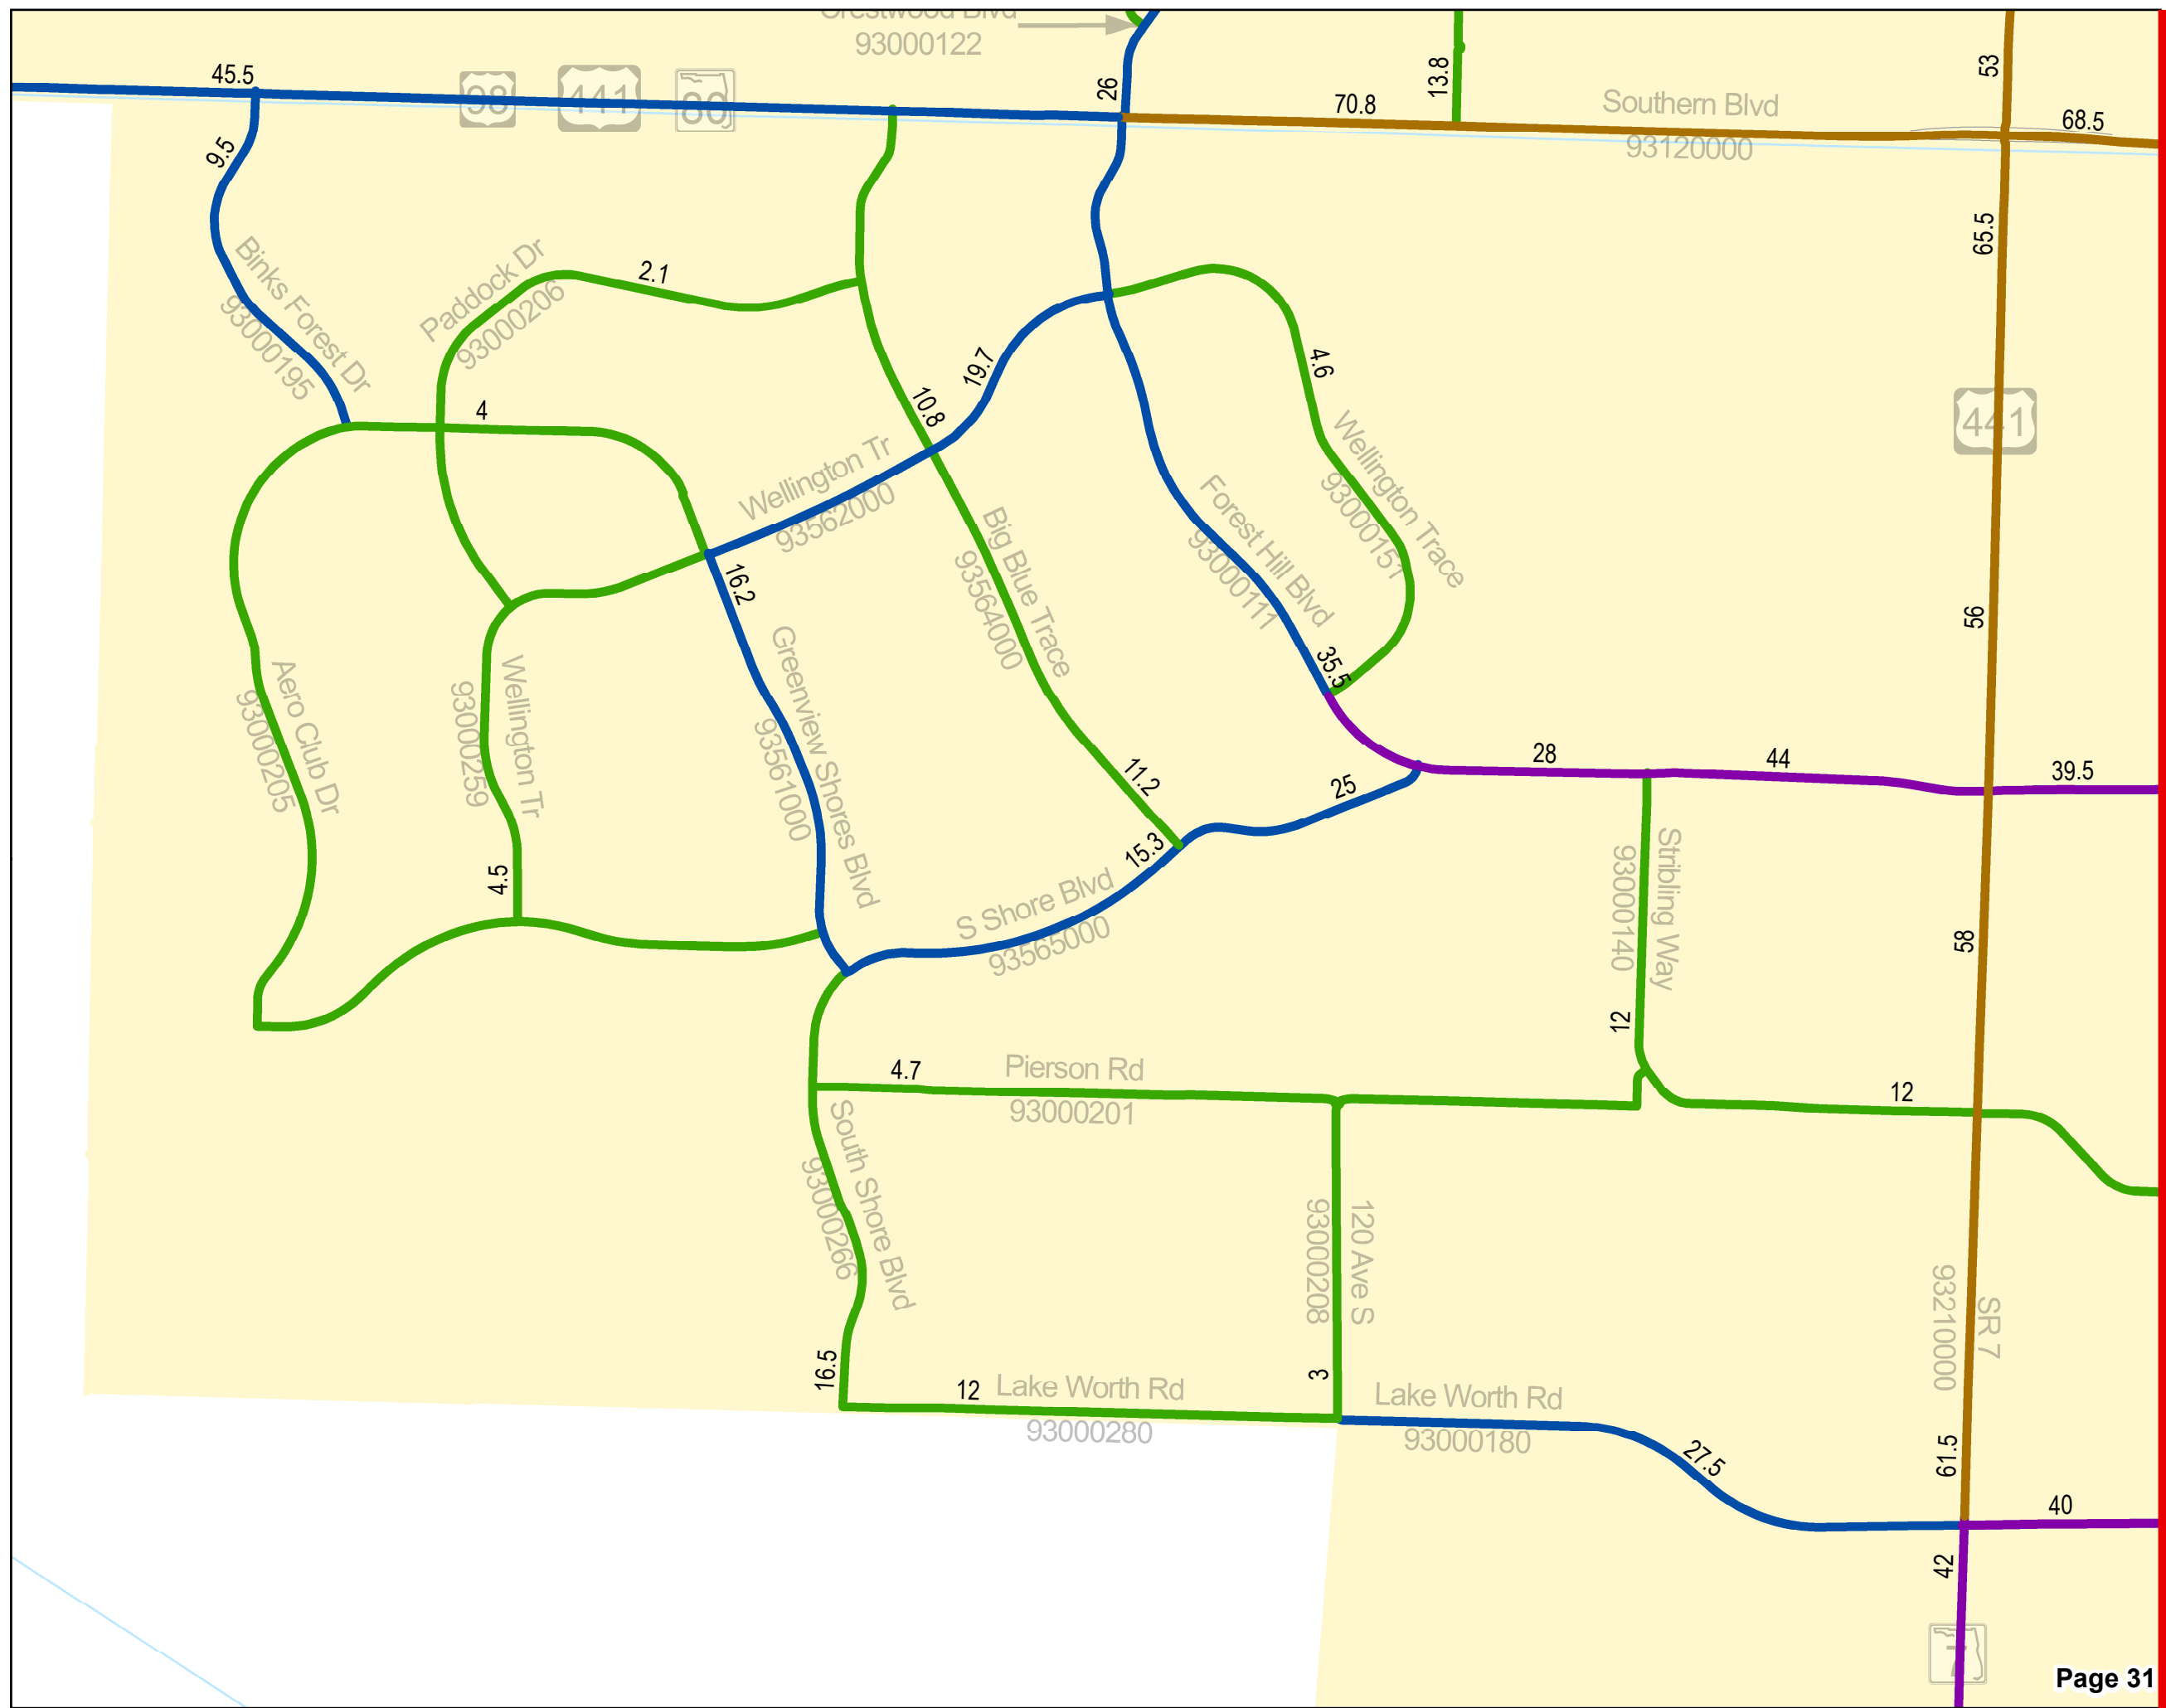 Crestwood Blvd
93000122
53
45.5
98
441
80
26
13.8
70.8
Southern Blvd
93120000
68.5
9.5
65.5
Binks Forest Dr
93000195
Paddock Dr
93000206
2.1
4
10.8
19.7
4.6
441
Wellington Tr
93562000
Wellington Trace
93000151
Forest Hill Blvd
93000111
Big Blue Trace
93564000
16.2
56
35.5
Greenview Shores Blvd
93561000
Aero Club Dr
93000205
Wellington Tr
93000259
4.5
11.2
25
28
44
39.5
15.3
S Shore Blvd
93565000
Stribling Way
93000140
58
12
4.7
Pierson Rd
93000201
12
South Shore Blvd
93000266
120 Ave S
93000208
SR 7
93210000
16.5
12
Lake Worth Rd
93000280
3
Lake Worth Rd
93000180
27.5
61.5
40
42
7
Page 31